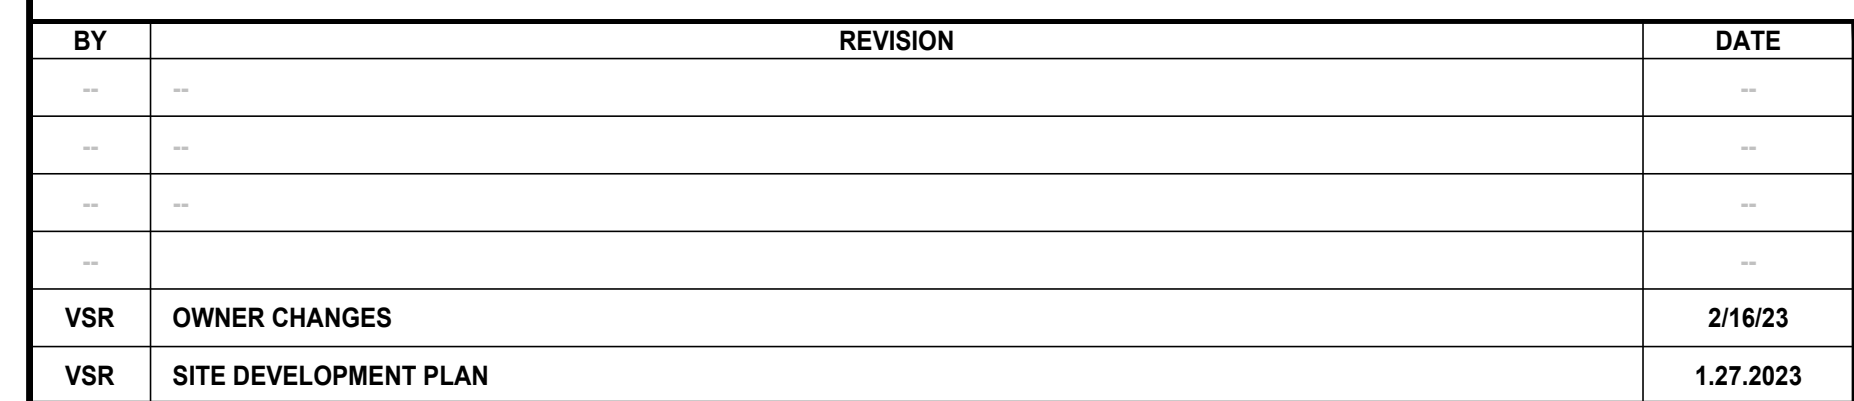 BY REVISION DATE
-- -- --
-- -- --
-- -- --
-- --
VSR OWNER CHANGES 2/16/23
VSR SITE DEVELOPMENT PLAN 1.27.2023